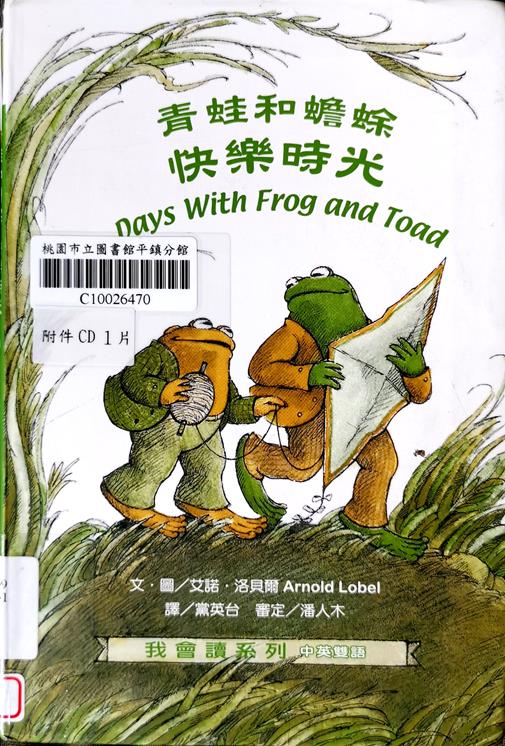 青蛙和蟾蜍
快樂時光
Days With Frog and Toad
桃園市立圖書館平鎮分館
C10026470
附件 CD 1 片
文・圖／艾諾・洛貝爾 Arnold Lobel
譯／黨英台 審定／潘人木
我會讀系列 中英雙語